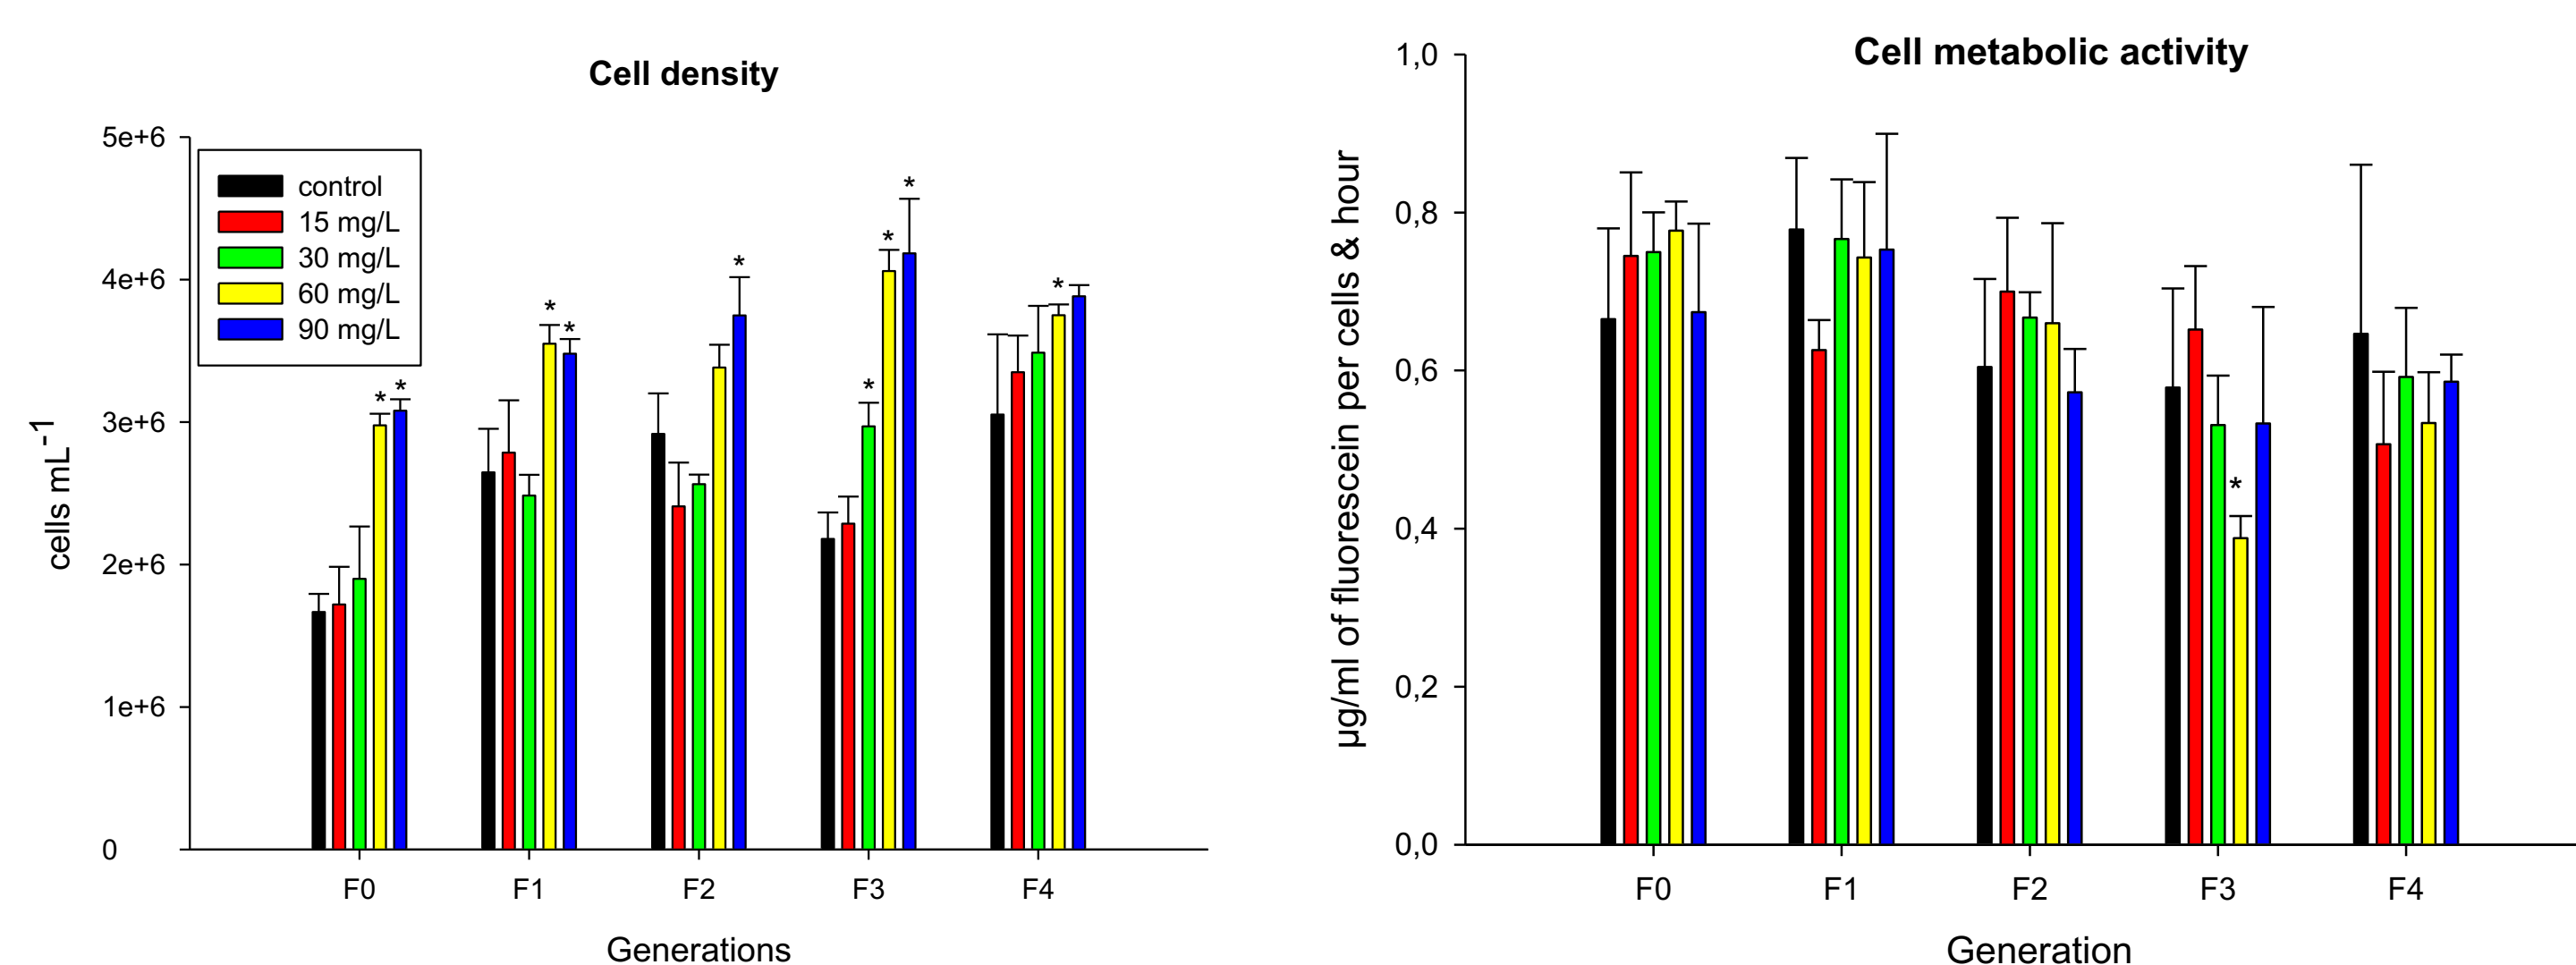 Cell density
5e+6
4e+6
3e+6
2e+6
1e+6
0
cells mL-1
control
15 mg/L
30 mg/L
60 mg/L
90 mg/L
* *
* *
*
* * *
*
F0 F1 F2 F3 F4
Generations
Cell metabolic activity
1,0
0,8
0,6
0,4
0,2
0,0
µg/ml of fluorescein per cells & hour
*
F0 F1 F2 F3 F4
Generation